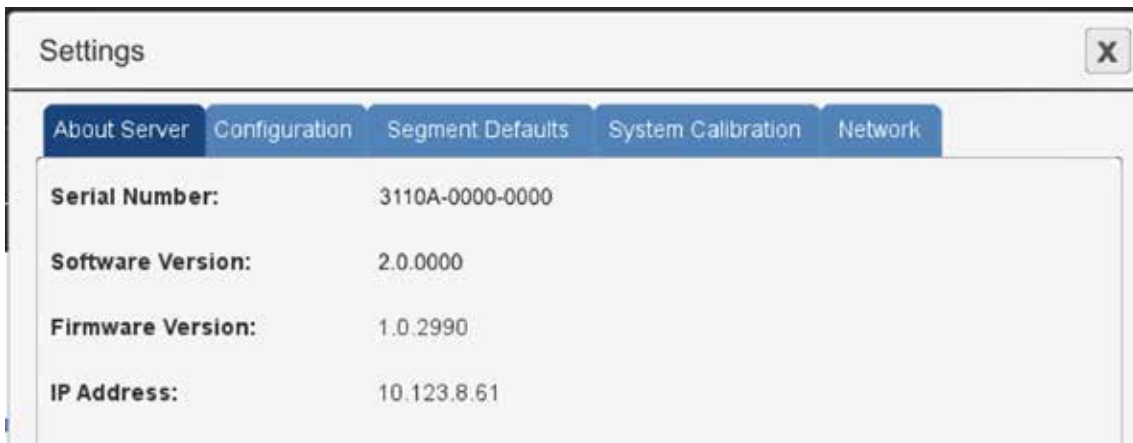 Settings X
About Server Configuration Segment Defaults System Calibration Network
Serial Number: 3110A-0000-0000
Software Version: 2.0.0000
Firmware Version: 1.0.2990
IP Address: 10.123.8.61